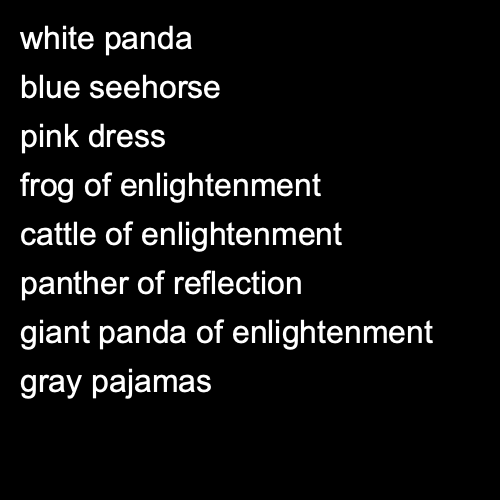 white panda
blue seehorse
pink dress
frog of enlightenment
cattle of enlightenment
panther of reflection
giant panda of enlightenment
gray pajamas